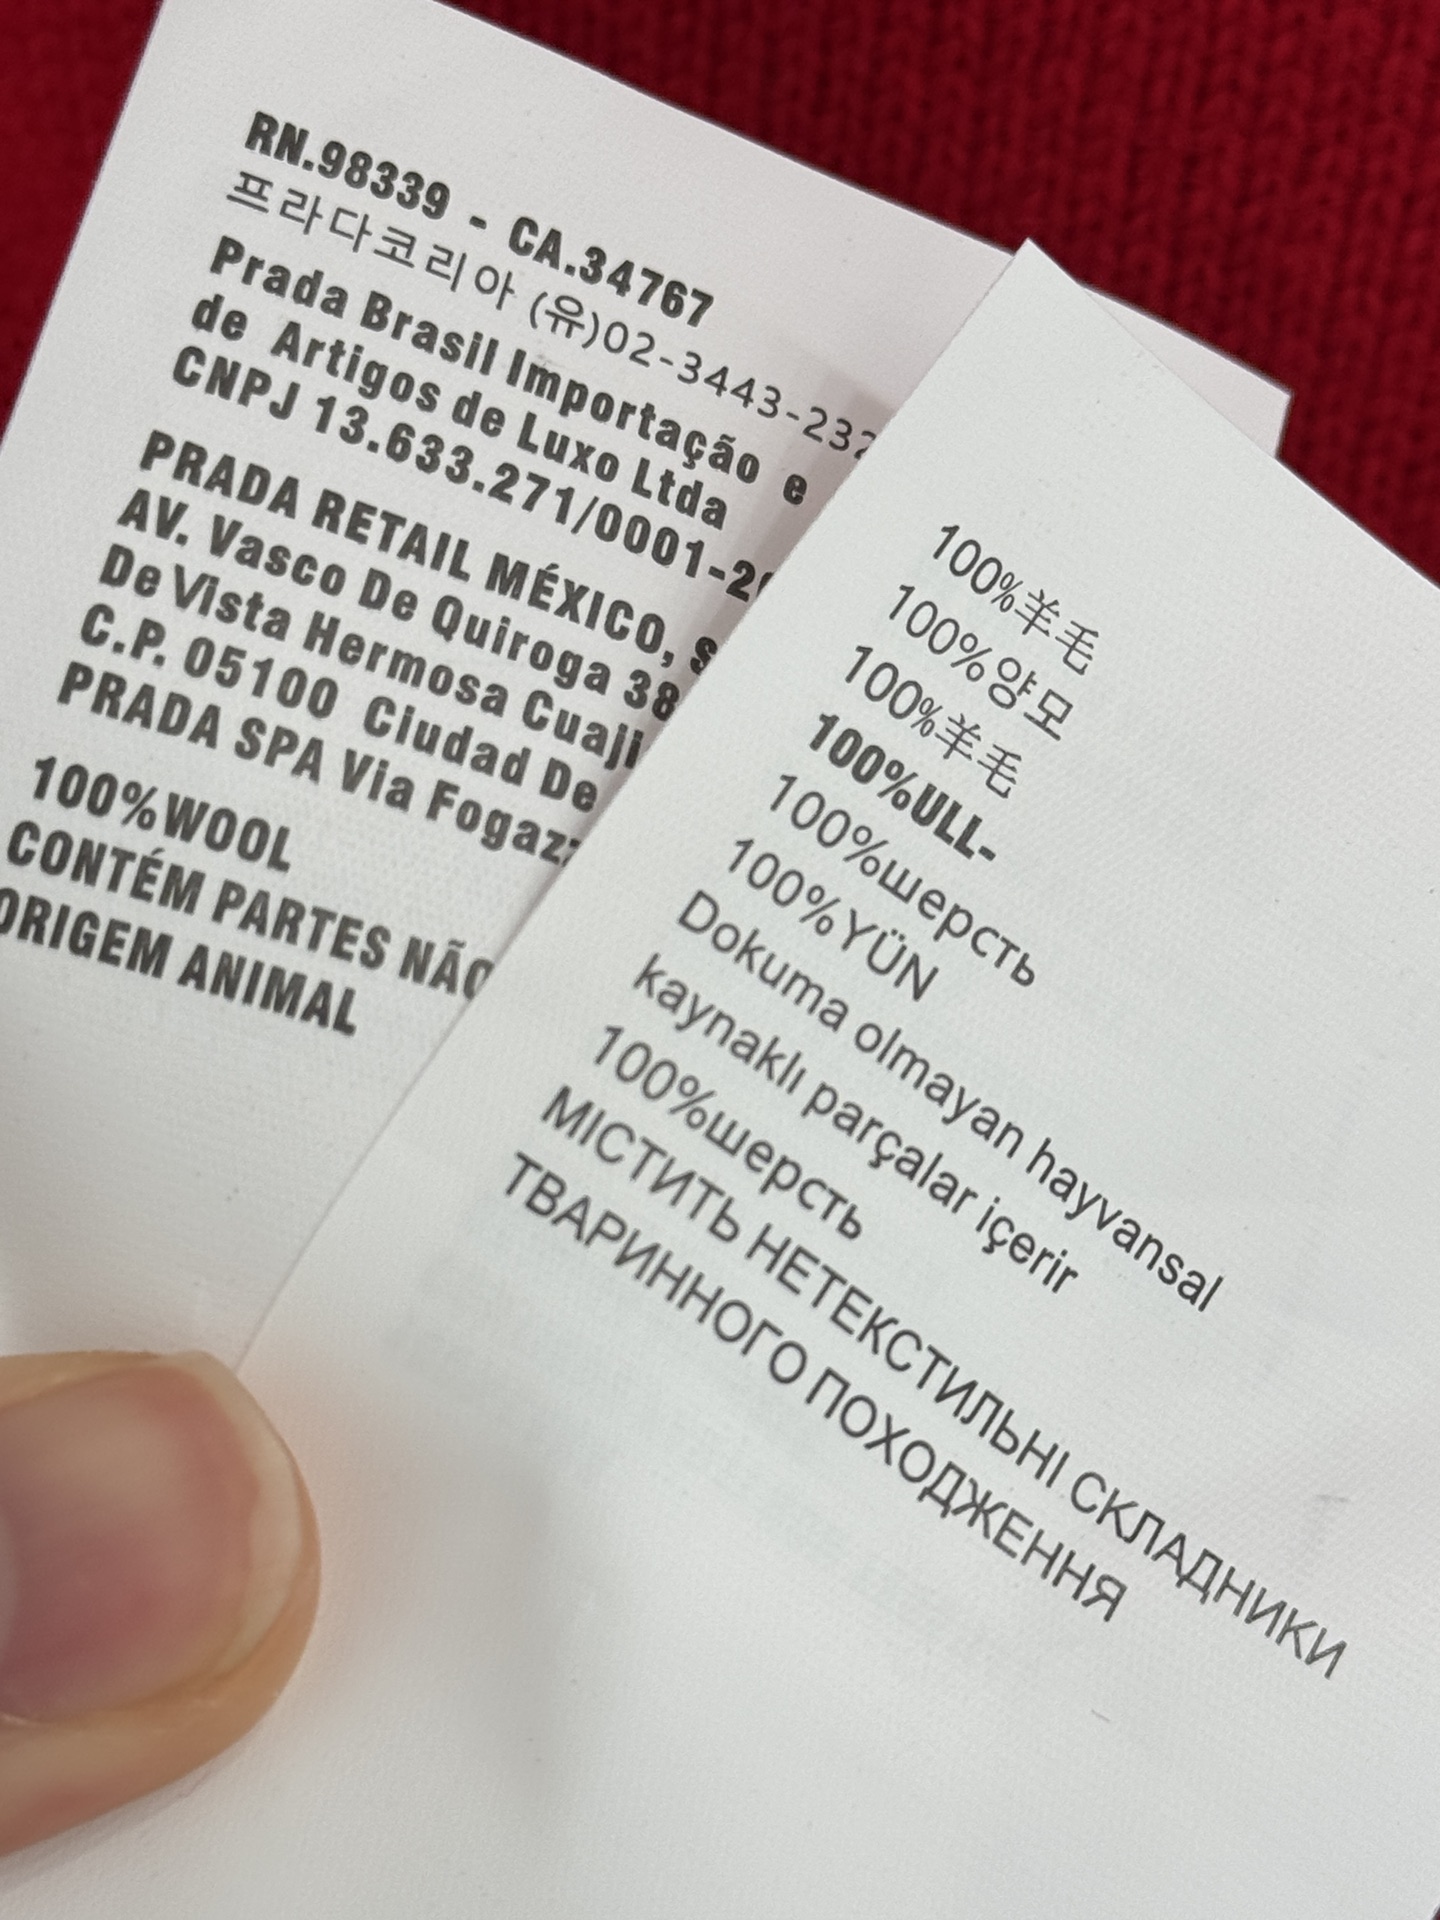 RN.98339 - CA.34767
프라다코리아 (유)02-3443-232
Prada Brasil Importação e
de Artigos de Luxo Ltda
CNPJ 13.633.271/0001-2
PRADA RETAIL MÉXICO,
AV. Vasco De Quiroga 38
De Vista Hermosa Cuaji
C.P. 05100 Ciudad De
PRADA SPA Via Fogaz
100%WOOL
CONTÉM PARTES NÃO
ORIGEM ANIMAL
100%羊毛
100%양모
100%羊毛
100%ULL-
100%шерсть
100%YÜN
Dokuma olmayan hayvansal
kaynaklı parçalar içerir
100%шерсть
МІСТИТЬ НЕТЕКСТИЛЬНІ СКЛАДНИКИ
ТВАРИННОГО ПОХОДЖЕННЯ